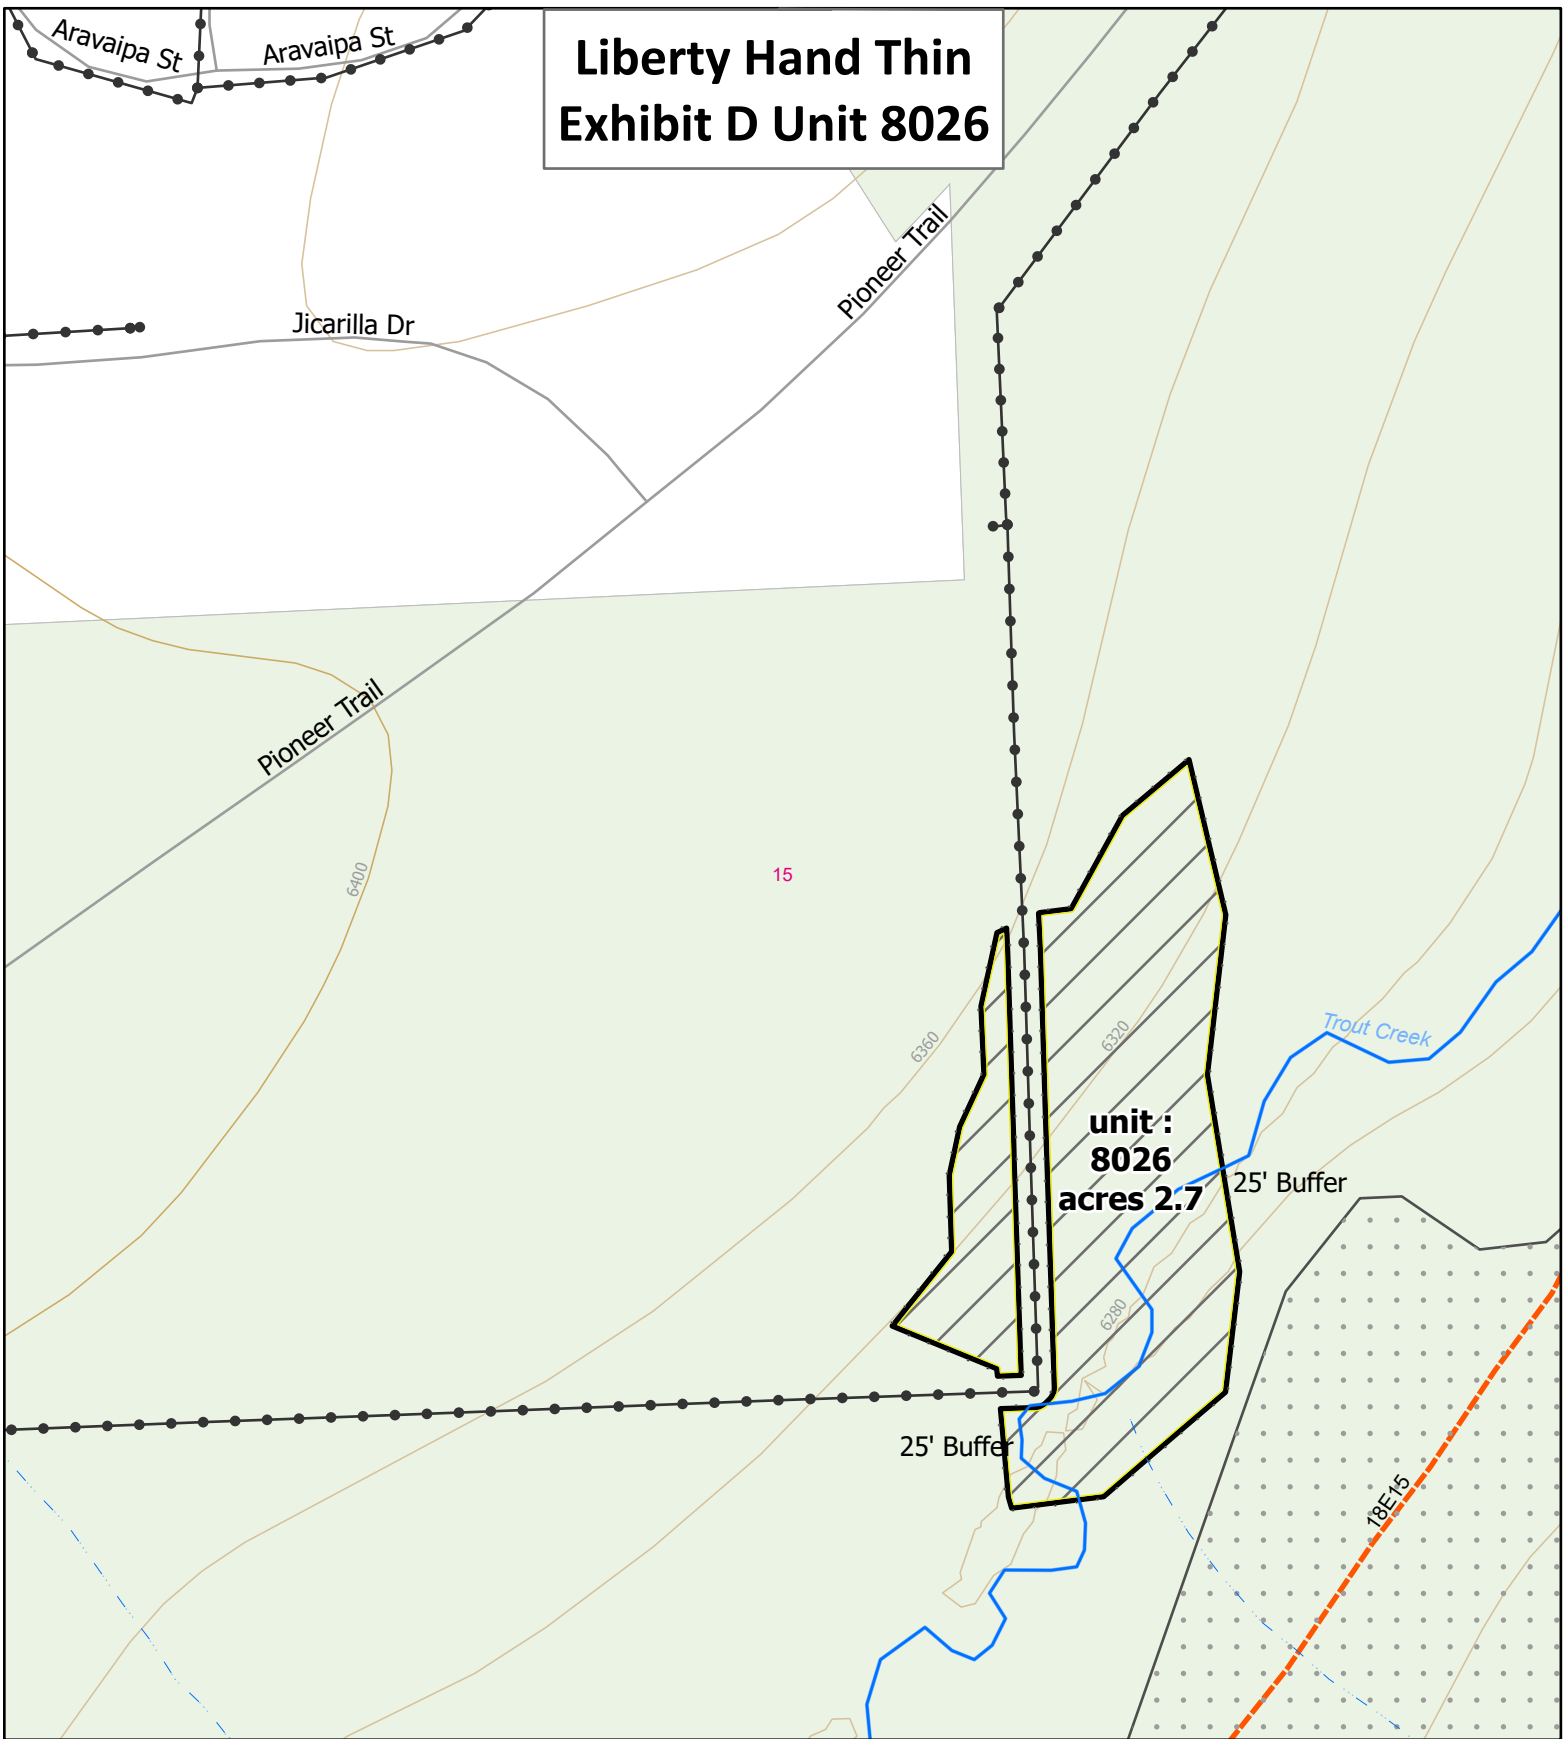 Aravaipa St
Aravaipa St
Liberty Hand Thin
Exhibit D Unit 8026
Pioneer Trail
Jicarilla Dr
Pioneer Trail
6400
15
6360
6320
Trout Creek
unit :
8026
acres 2.7
25' Buffer
6280
25' Buffer
18E15